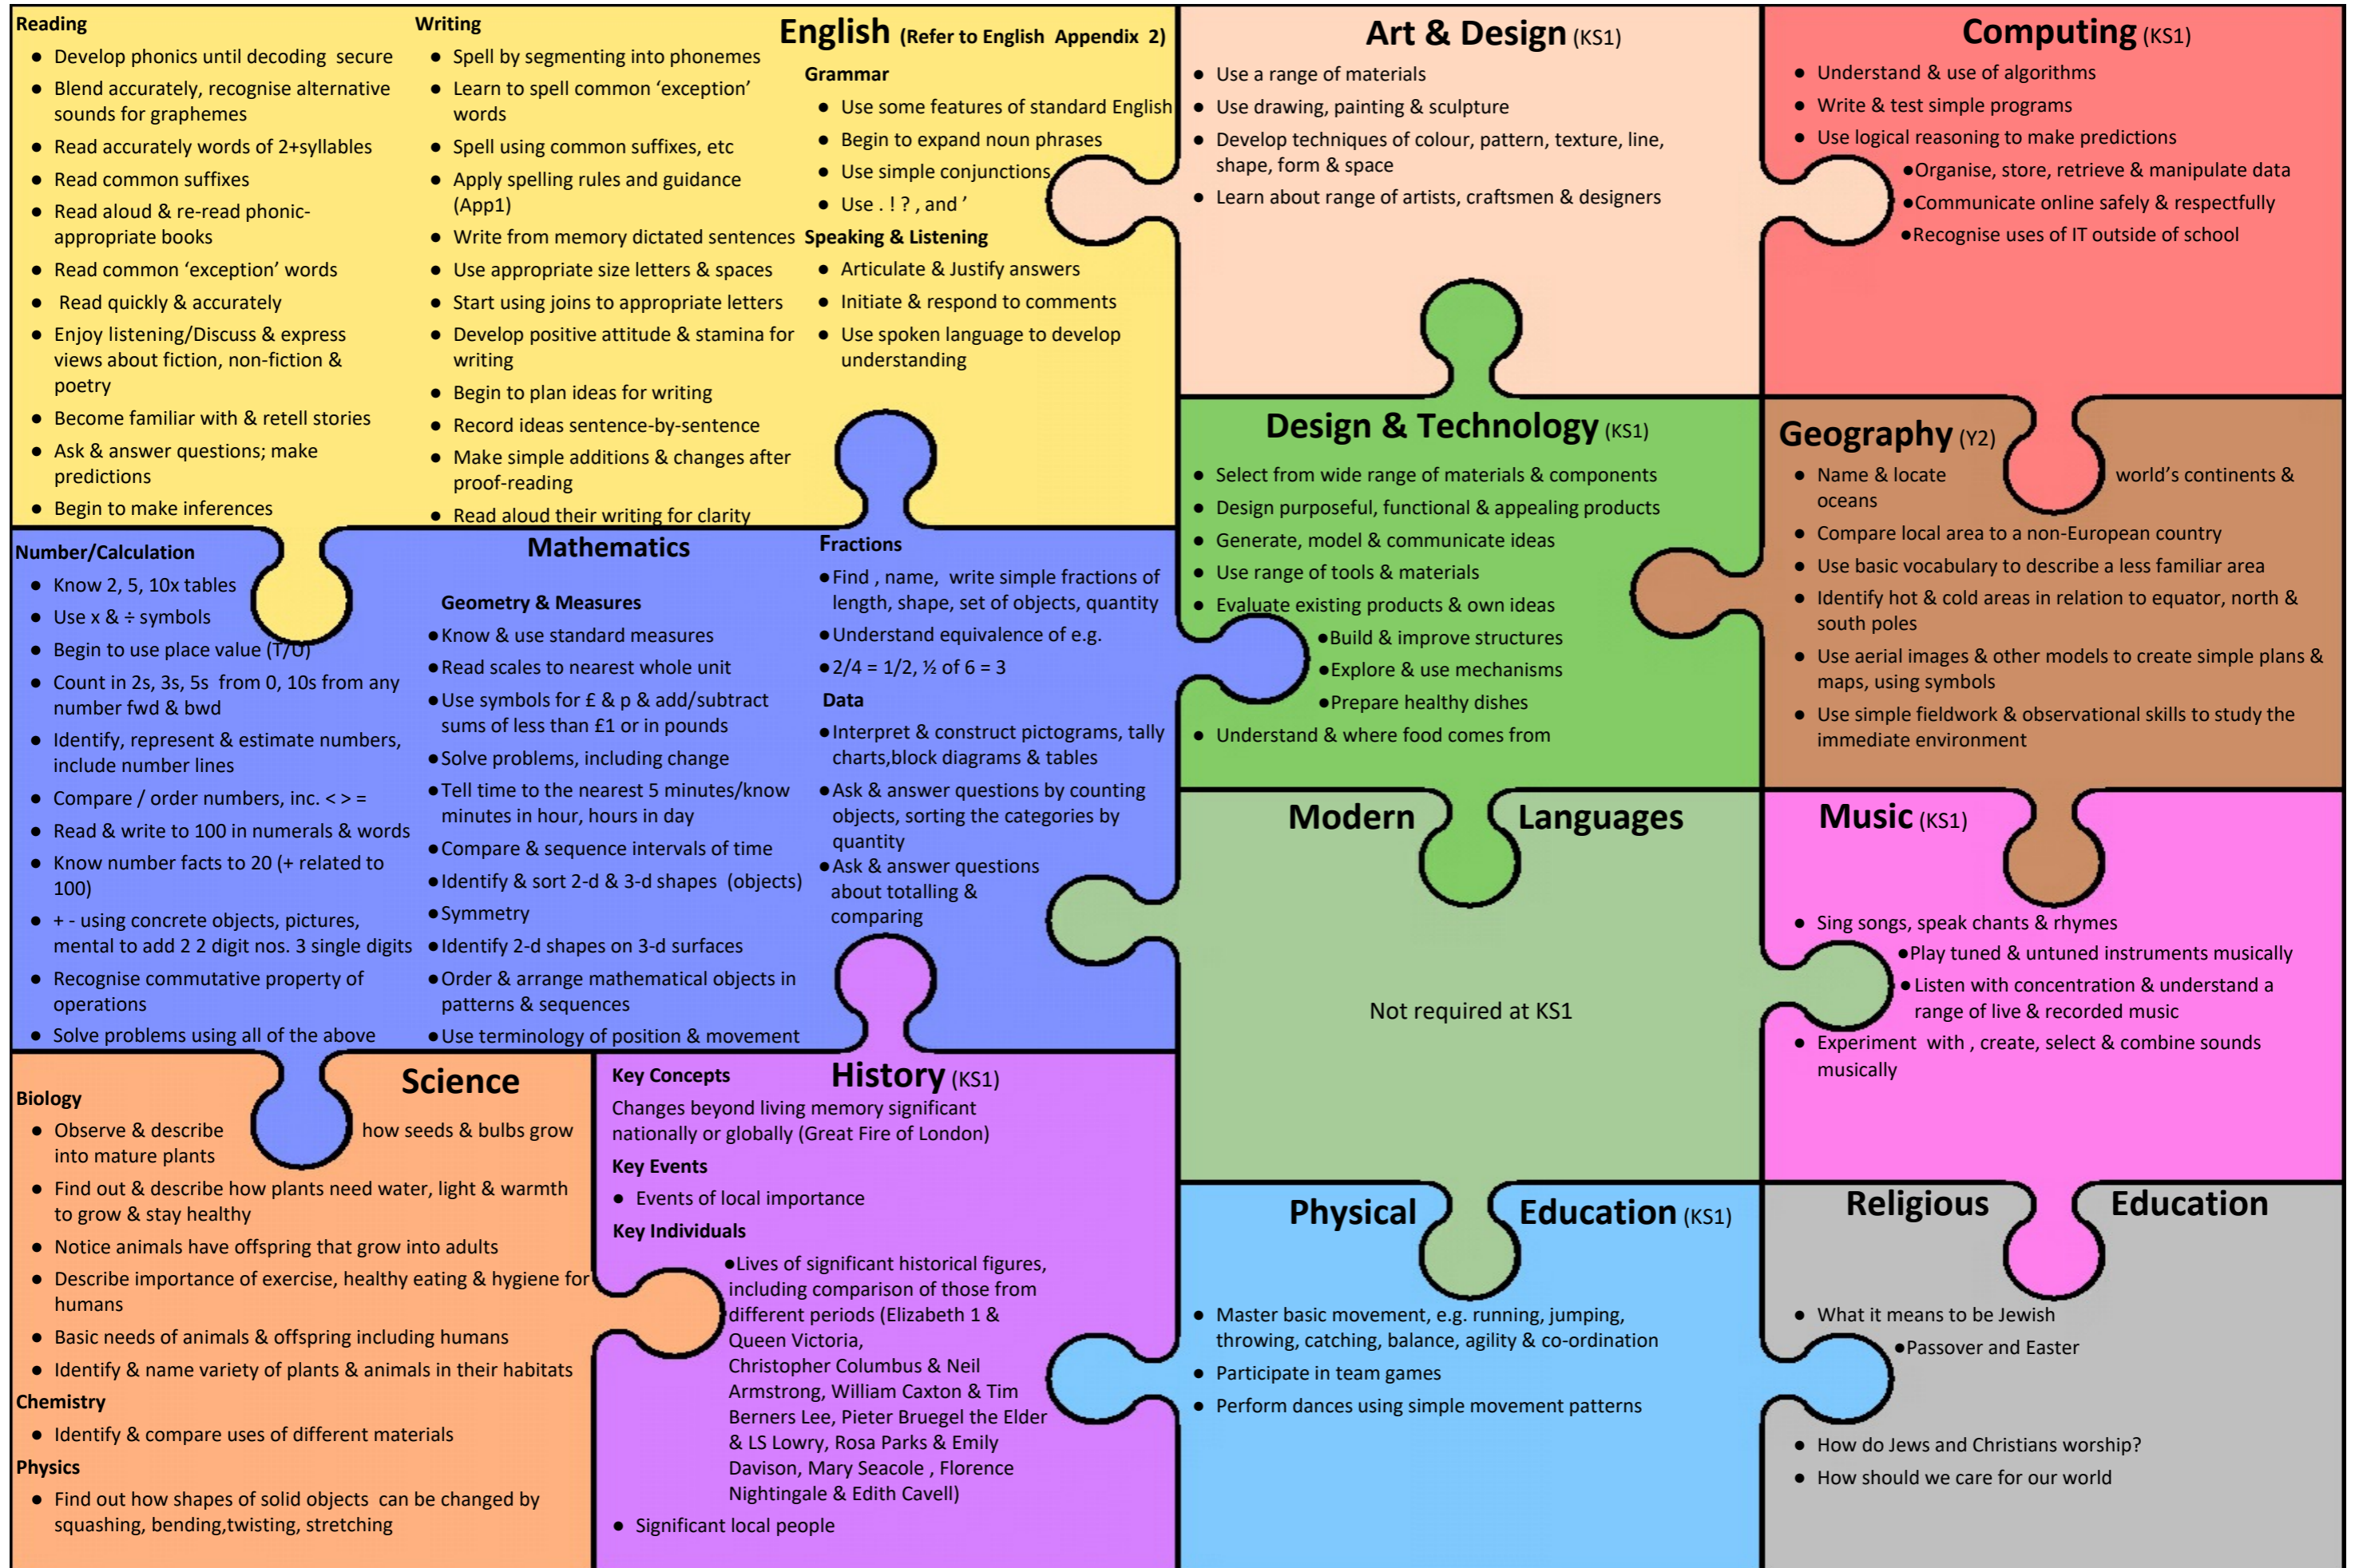 Reading
● Develop phonics until decoding secure
● Blend accurately, recognise alternative
sounds for graphemes
● Read accurately words of 2+syllables
● Read common suffixes
● Read aloud & re-read phonic-
appropriate books
● Read common ‘exception’ words
● Read quickly & accurately
● Enjoy listening/Discuss & express
views about fiction, non-fiction &
poetry
● Become familiar with & retell stories
● Ask & answer questions; make
predictions
● Begin to make inferences
Writing
● Spell by segmenting into phonemes
● Learn to spell common ‘exception’
words
● Spell using common suffixes, etc
● Apply spelling rules and guidance
(App1)
● Write from memory dictated sentences
● Use appropriate size letters & spaces
● Start using joins to appropriate letters
● Develop positive attitude & stamina for
writing
● Begin to plan ideas for writing
● Record ideas sentence-by-sentence
● Make simple additions & changes after
proof-reading
● Read aloud their writing for clarity
English (Refer to English Appendix 2)
Grammar
● Use some features of standard English
● Begin to expand noun phrases
● Use simple conjunctions
● Use . ! ? , and ’
Speaking & Listening
● Articulate & Justify answers
● Initiate & respond to comments
● Use spoken language to develop
understanding
Art & Design (KS1)
● Use a range of materials
● Use drawing, painting & sculpture
● Develop techniques of colour, pattern, texture, line,
shape, form & space
● Learn about range of artists, craftsmen & designers
Computing (KS1)
● Understand & use of algorithms
● Write & test simple programs
● Use logical reasoning to make predictions
●Organise, store, retrieve & manipulate data
●Communicate online safely & respectfully
●Recognise uses of IT outside of school
Design & Technology (KS1)
● Select from wide range of materials & components
● Design purposeful, functional & appealing products
● Generate, model & communicate ideas
● Use range of tools & materials
● Evaluate existing products & own ideas
●Build & improve structures
●Explore & use mechanisms
●Prepare healthy dishes
● Understand & where food comes from
Geography (Y2)
● Name & locate world’s continents &
oceans
● Compare local area to a non-European country
● Use basic vocabulary to describe a less familiar area
● Identify hot & cold areas in relation to equator, north &
south poles
● Use aerial images & other models to create simple plans &
maps, using symbols
● Use simple fieldwork & observational skills to study the
immediate environment
Mathematics
Number/Calculation
● Know 2, 5, 10x tables
● Use x & ÷ symbols
● Begin to use place value (T/U)
● Count in 2s, 3s, 5s from 0, 10s from any
number fwd & bwd
● Identify, represent & estimate numbers,
include number lines
● Compare / order numbers, inc. < > =
● Read & write to 100 in numerals & words
● Know number facts to 20 (+ related to
100)
● + - using concrete objects, pictures,
mental to add 2 2 digit nos. 3 single digits
● Recognise commutative property of
operations
● Solve problems using all of the above
Geometry & Measures
●Know & use standard measures
●Read scales to nearest whole unit
●Use symbols for £ & p & add/subtract
sums of less than £1 or in pounds
●Solve problems, including change
●Tell time to the nearest 5 minutes/know
minutes in hour, hours in day
●Compare & sequence intervals of time
●Identify & sort 2-d & 3-d shapes (objects)
●Symmetry
●Identify 2-d shapes on 3-d surfaces
●Order & arrange mathematical objects in
patterns & sequences
●Use terminology of position & movement
Fractions
●Find , name, write simple fractions of
length, shape, set of objects, quantity
●Understand equivalence of e.g.
●2/4 = 1/2, ½ of 6 = 3
Data
●Interpret & construct pictograms, tally
charts,block diagrams & tables
●Ask & answer questions by counting
objects, sorting the categories by
quantity
●Ask & answer questions
about totalling &
comparing
Modern Languages
Not required at KS1
Music (KS1)
● Sing songs, speak chants & rhymes
●Play tuned & untuned instruments musically
●Listen with concentration & understand a
range of live & recorded music
● Experiment with , create, select & combine sounds
musically
Science
Biology
● Observe & describe how seeds & bulbs grow
into mature plants
● Find out & describe how plants need water, light & warmth
to grow & stay healthy
● Notice animals have offspring that grow into adults
● Describe importance of exercise, healthy eating & hygiene for
humans
● Basic needs of animals & offspring including humans
● Identify & name variety of plants & animals in their habitats
Chemistry
● Identify & compare uses of different materials
Physics
● Find out how shapes of solid objects can be changed by
squashing, bending,twisting, stretching
History (KS1)
Key Concepts
Changes beyond living memory significant
nationally or globally (Great Fire of London)
Key Events
● Events of local importance
Key Individuals
●Lives of significant historical figures,
including comparison of those from
different periods (Elizabeth 1 &
Queen Victoria,
Christopher Columbus & Neil
Armstrong, William Caxton & Tim
Berners Lee, Pieter Bruegel the Elder
& LS Lowry, Rosa Parks & Emily
Davison, Mary Seacole , Florence
Nightingale & Edith Cavell)
● Significant local people
Physical Education (KS1)
● Master basic movement, e.g. running, jumping,
throwing, catching, balance, agility & co-ordination
● Participate in team games
● Perform dances using simple movement patterns
Religious Education
● What it means to be Jewish
●Passover and Easter
● How do Jews and Christians worship?
● How should we care for our world